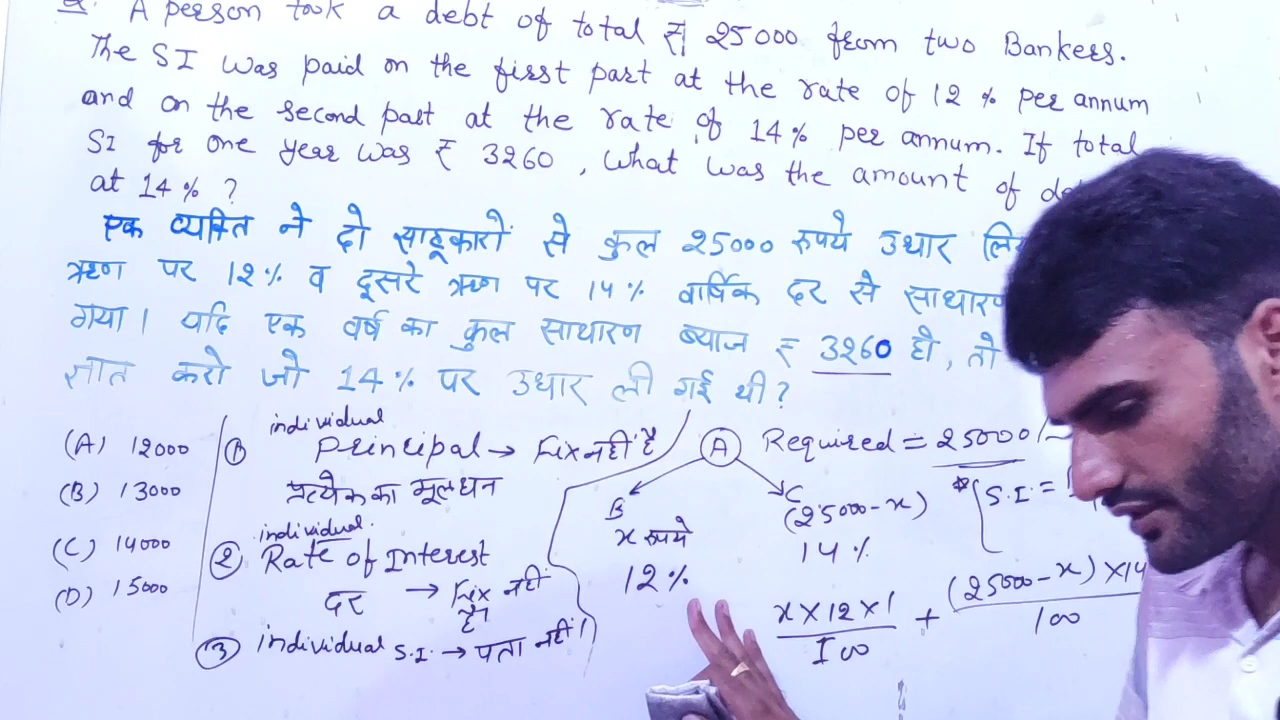 Q. A person took a debt of total ₹ 25000 from two Bankers.
The SI was paid on the first part at the rate of 12 % per annum
and on the second part at the rate of 14% per annum. If total
SI for one year was ₹ 3260 , what was the amount of
at 14 % ?
एक व्यक्ति ने दो साहूकारों से कुल 25000 रुपये उधार
ऋण पर 12% व दूसरे ऋण पर 14% वार्षिक दर से
गया। यदि एक वर्ष का कुल साधारण ब्याज ₹ 3260 हो, तो
ज्ञात करो जो 14% पर उधार ली गई थी?
(A) 12000
(B) 13000
(C) 14000
(D) 15000
① individual
Principal → Fix नहीं है
प्रत्येक का मूलधन
individual
② Rate of Interest
दर → Fix नहीं
है
③ individual S.I. → पता नहीं।
(A) Required = 25000/-
B
x रुपये
12%
C
(25000-x)
14%
S.I. =
x×12×1 / 100 + (25000-x)×14 / 100